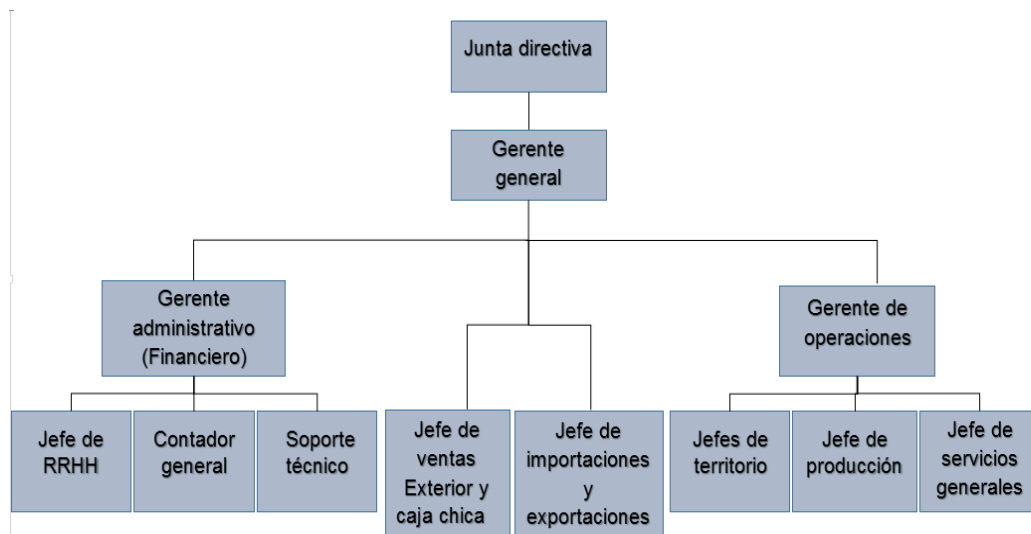 Junta directiva
Gerente
general
Gerente
administrativo
(Financiero)
Gerente de
operaciones
Jefe de
RRHH
Contador
general
Soporte
técnico
Jefe de
ventas
Exterior y
caja chica
Jefe de
importaciones
y
exportaciones
Jefes de
territorio
Jefe de
producción
Jefe de
servicios
generales